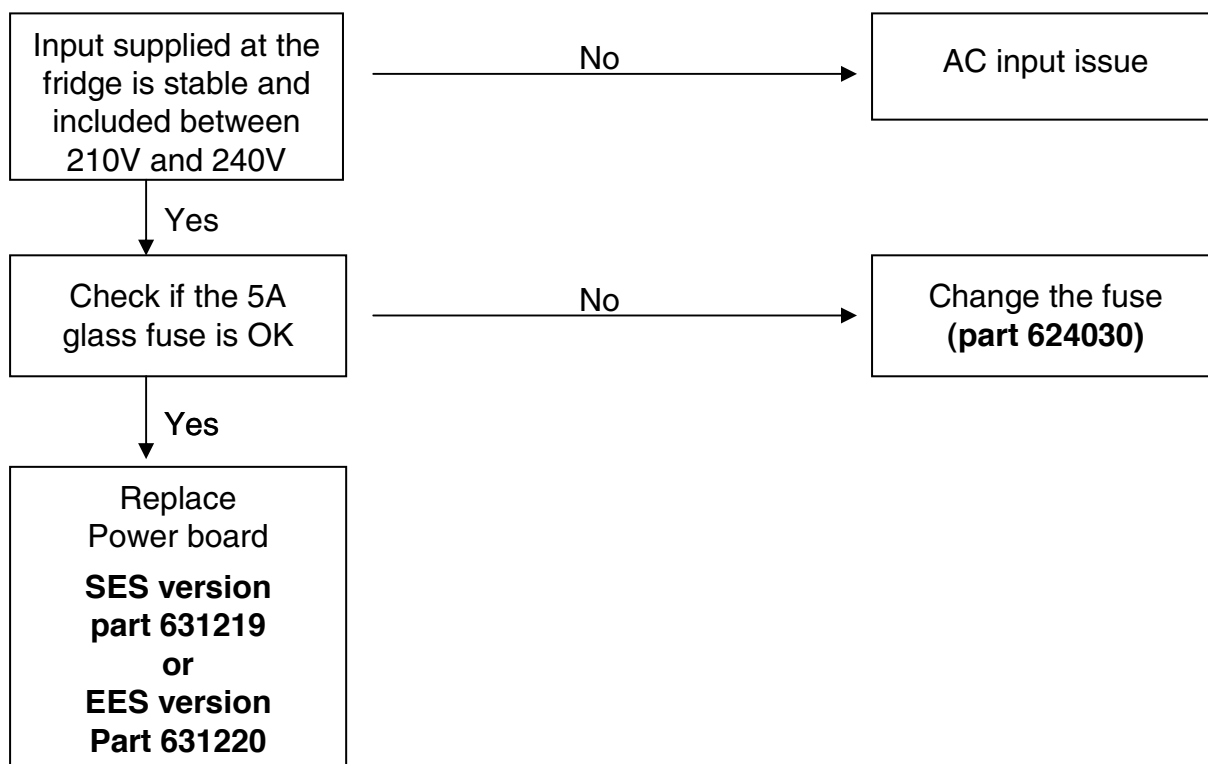 Input supplied at the
fridge is stable and
included between
210V and 240V
No
AC input issue
Yes
Check if the 5A
glass fuse is OK
No
Change the fuse
(part 624030)
Yes
Replace
Power board
SES version
part 631219
or
EES version
Part 631220